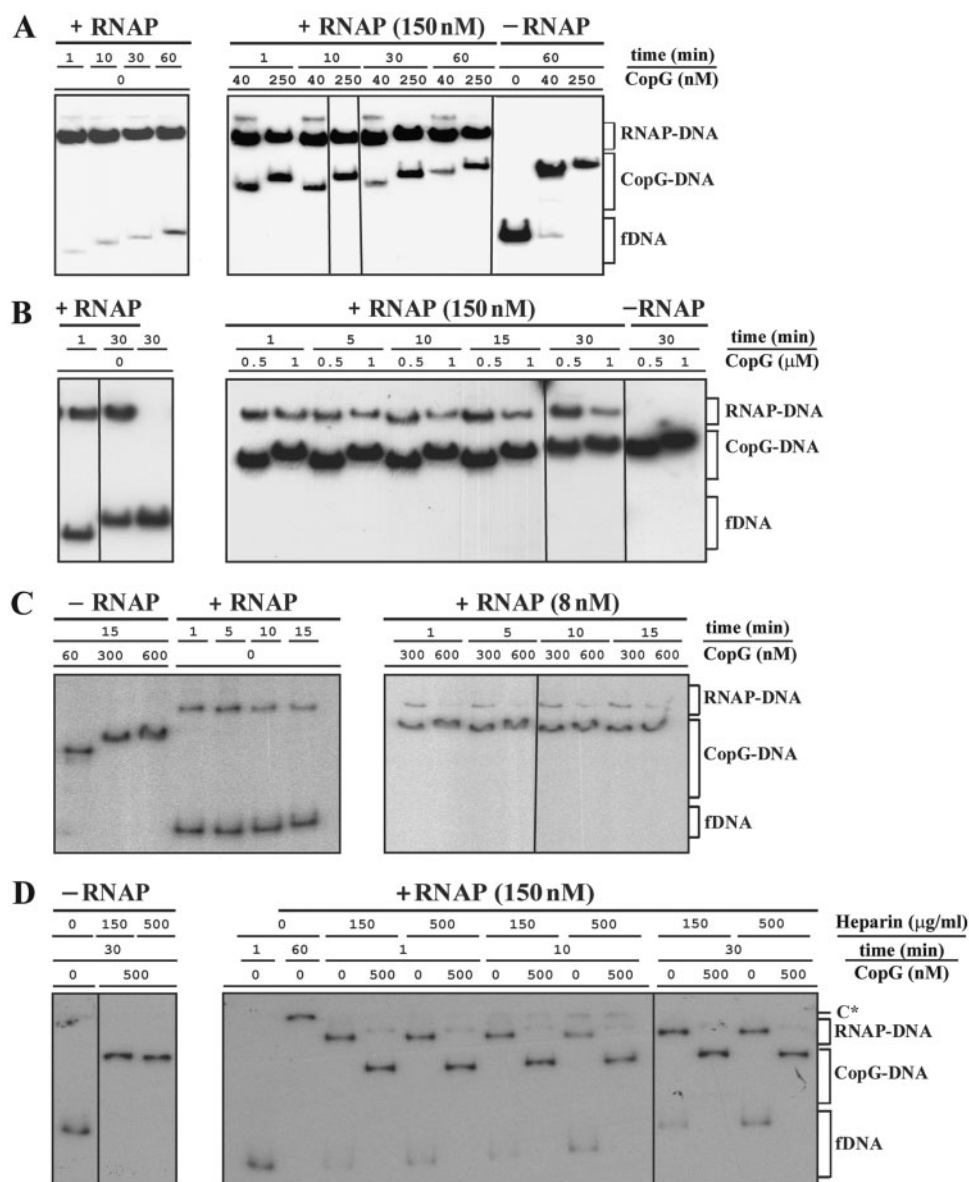 A
+ RNAP
+ RNAP (150 nM)
−RNAP
1 10 30 60
1 10 30 60 60
time (min)
0
40 250 40 250 40 250 40 250 0 40 250
CopG (nM)
RNAP-DNA
CopG-DNA
fDNA
B
+ RNAP
+ RNAP (150 nM)
−RNAP
1 30 30
1 5 10 15 30 30
time (min)
0
0.5 1 0.5 1 0.5 1 0.5 1 0.5 1 0.5 1
CopG (μM)
RNAP-DNA
CopG-DNA
fDNA
C
− RNAP
+ RNAP
+ RNAP (8 nM)
15 1 5 10 15
1 5 10 15
time (min)
60 300 600 0
300 600 300 600 300 600 300 600
CopG (nM)
RNAP-DNA
CopG-DNA
fDNA
D
− RNAP
+RNAP (150 nM)
0 150 500
0 150 500 150 500 150 500
Heparin (μg/ml)
30
1 60 1 10 30
time (min)
0 500
0 0 0 500 0 500 0 500 0 500 0 500 0 500
CopG (nM)
C*
RNAP-DNA
CopG-DNA
fDNA